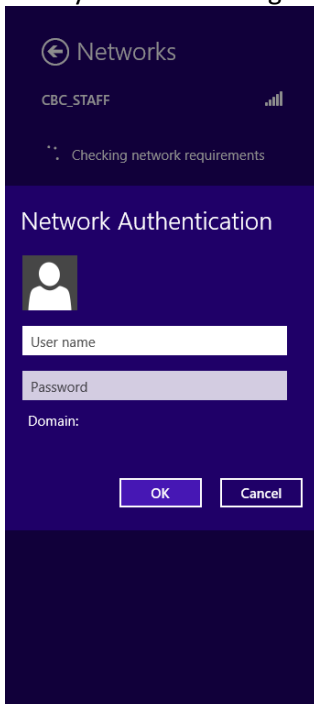 Networks
CBC_STAFF
Checking network requirements
Network Authentication
User name
Password
Domain:
OK Cancel